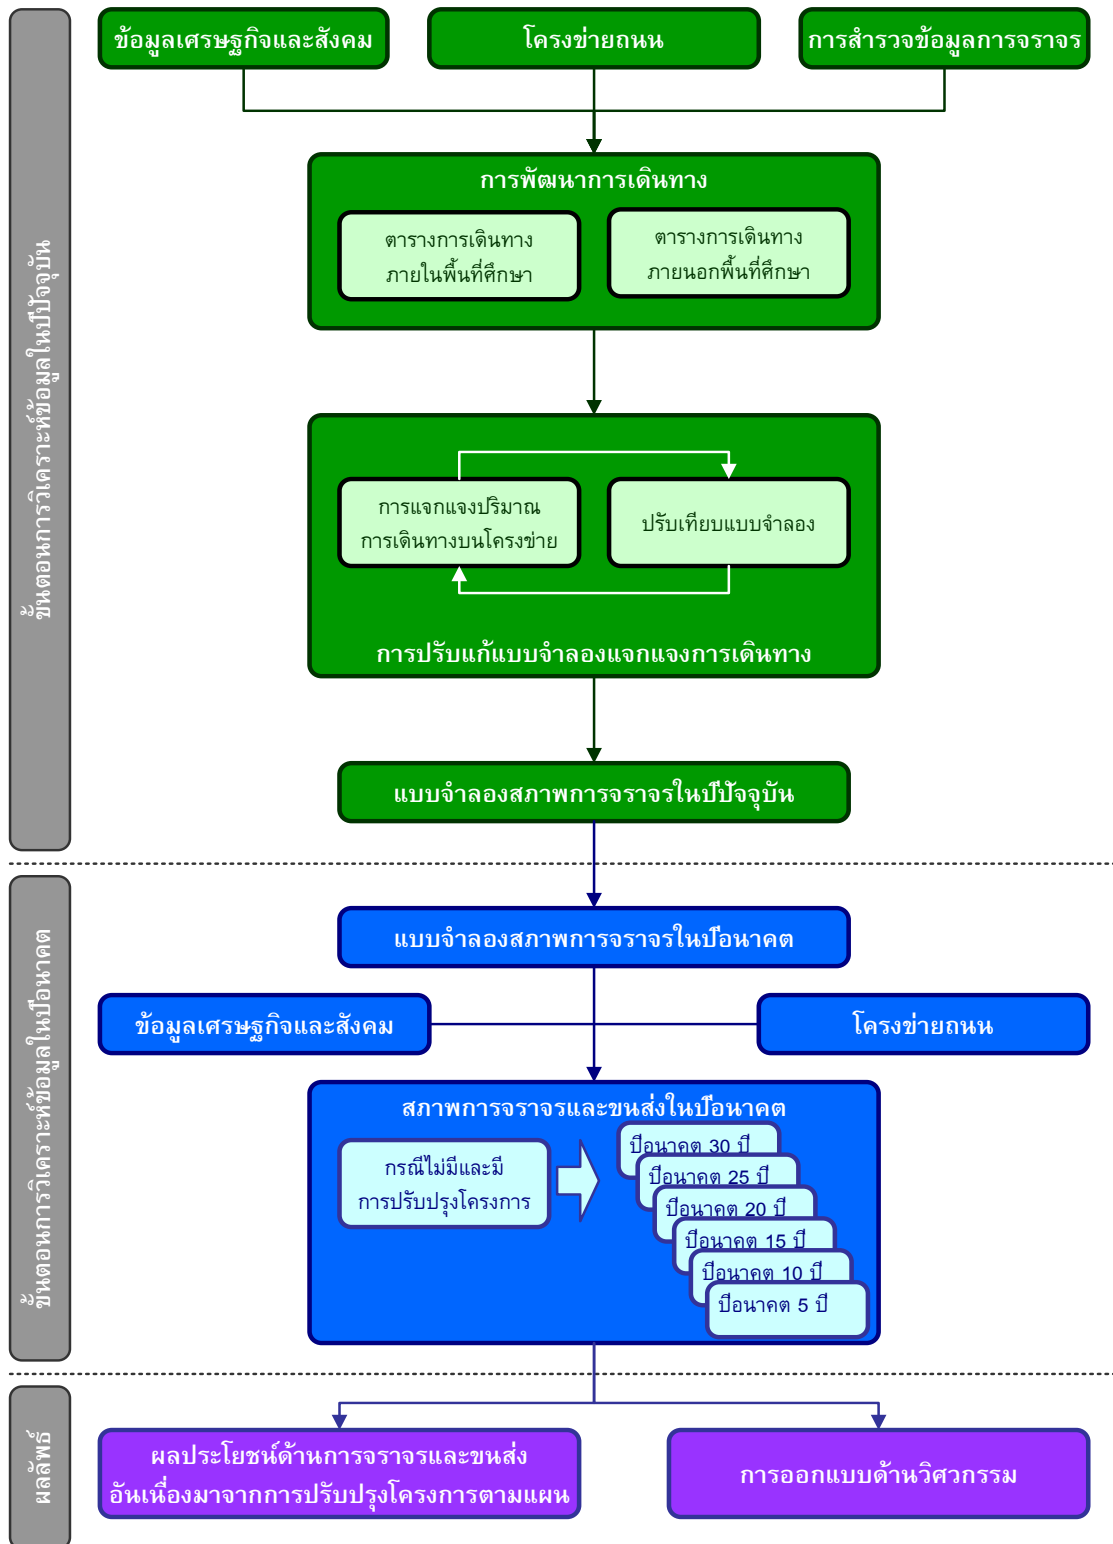 ขั้นตอนการวิเคราะห์ข้อมูลในปีปัจจุบัน
ข้อมูลเศรษฐกิจและสังคม
โครงข่ายถนน
การสำรวจข้อมูลการจราจร
การพัฒนาการเดินทาง
ตารางการเดินทาง
ภายในพื้นที่ศึกษา
ตารางการเดินทาง
ภายนอกพื้นที่ศึกษา
การแจกแจงปริมาณ
การเดินทางบนโครงข่าย
ปรับเทียบแบบจำลอง
การปรับแก้แบบจำลองแจกแจงการเดินทาง
แบบจำลองสภาพการจราจรในปีปัจจุบัน
ขั้นตอนการวิเคราะห์ข้อมูลในปีอนาคต
แบบจำลองสภาพการจราจรในปีอนาคต
ข้อมูลเศรษฐกิจและสังคม
โครงข่ายถนน
สภาพการจราจรและขนส่งในปีอนาคต
กรณีไม่มีและมี
การปรับปรุงโครงการ
ปีอนาคต 30 ปี
ปีอนาคต 25 ปี
ปีอนาคต 20 ปี
ปีอนาคต 15 ปี
ปีอนาคต 10 ปี
ปีอนาคต 5 ปี
ผลลัพธ์
ผลประโยชน์ด้านการจราจรและขนส่ง
อันเนื่องมาจากการปรับปรุงโครงการตามแผน
การออกแบบด้านวิศวกรรม